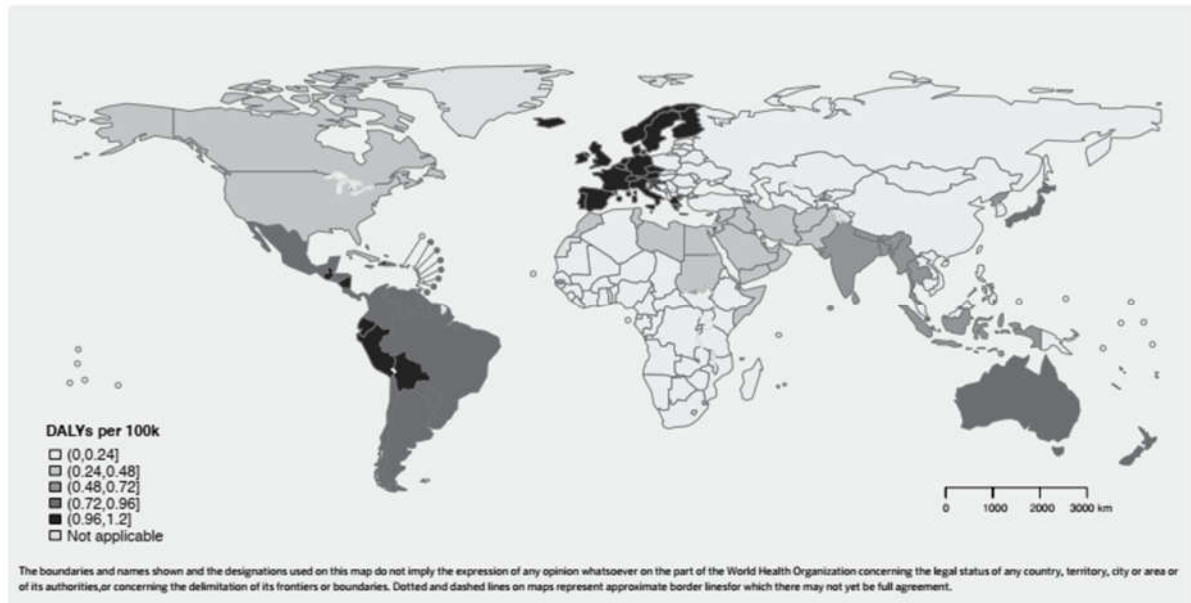 DALYs per 100k
(0,0.24]
(0.24,0.48]
(0.48,0.72]
(0.72,0.96]
(0.96,1.2]
Not applicable
0 1000 2000 3000 km
The boundaries and names shown and the designations used on this map do not imply the expression of any opinion whatsoever on the part of the World Health Organization concerning the legal status of any country, territory, city or area or
of its authorities,or concerning the delimitation of its frontiers or boundaries. Dotted and dashed lines on maps represent approximate border linesfor which there may not yet be full agreement.